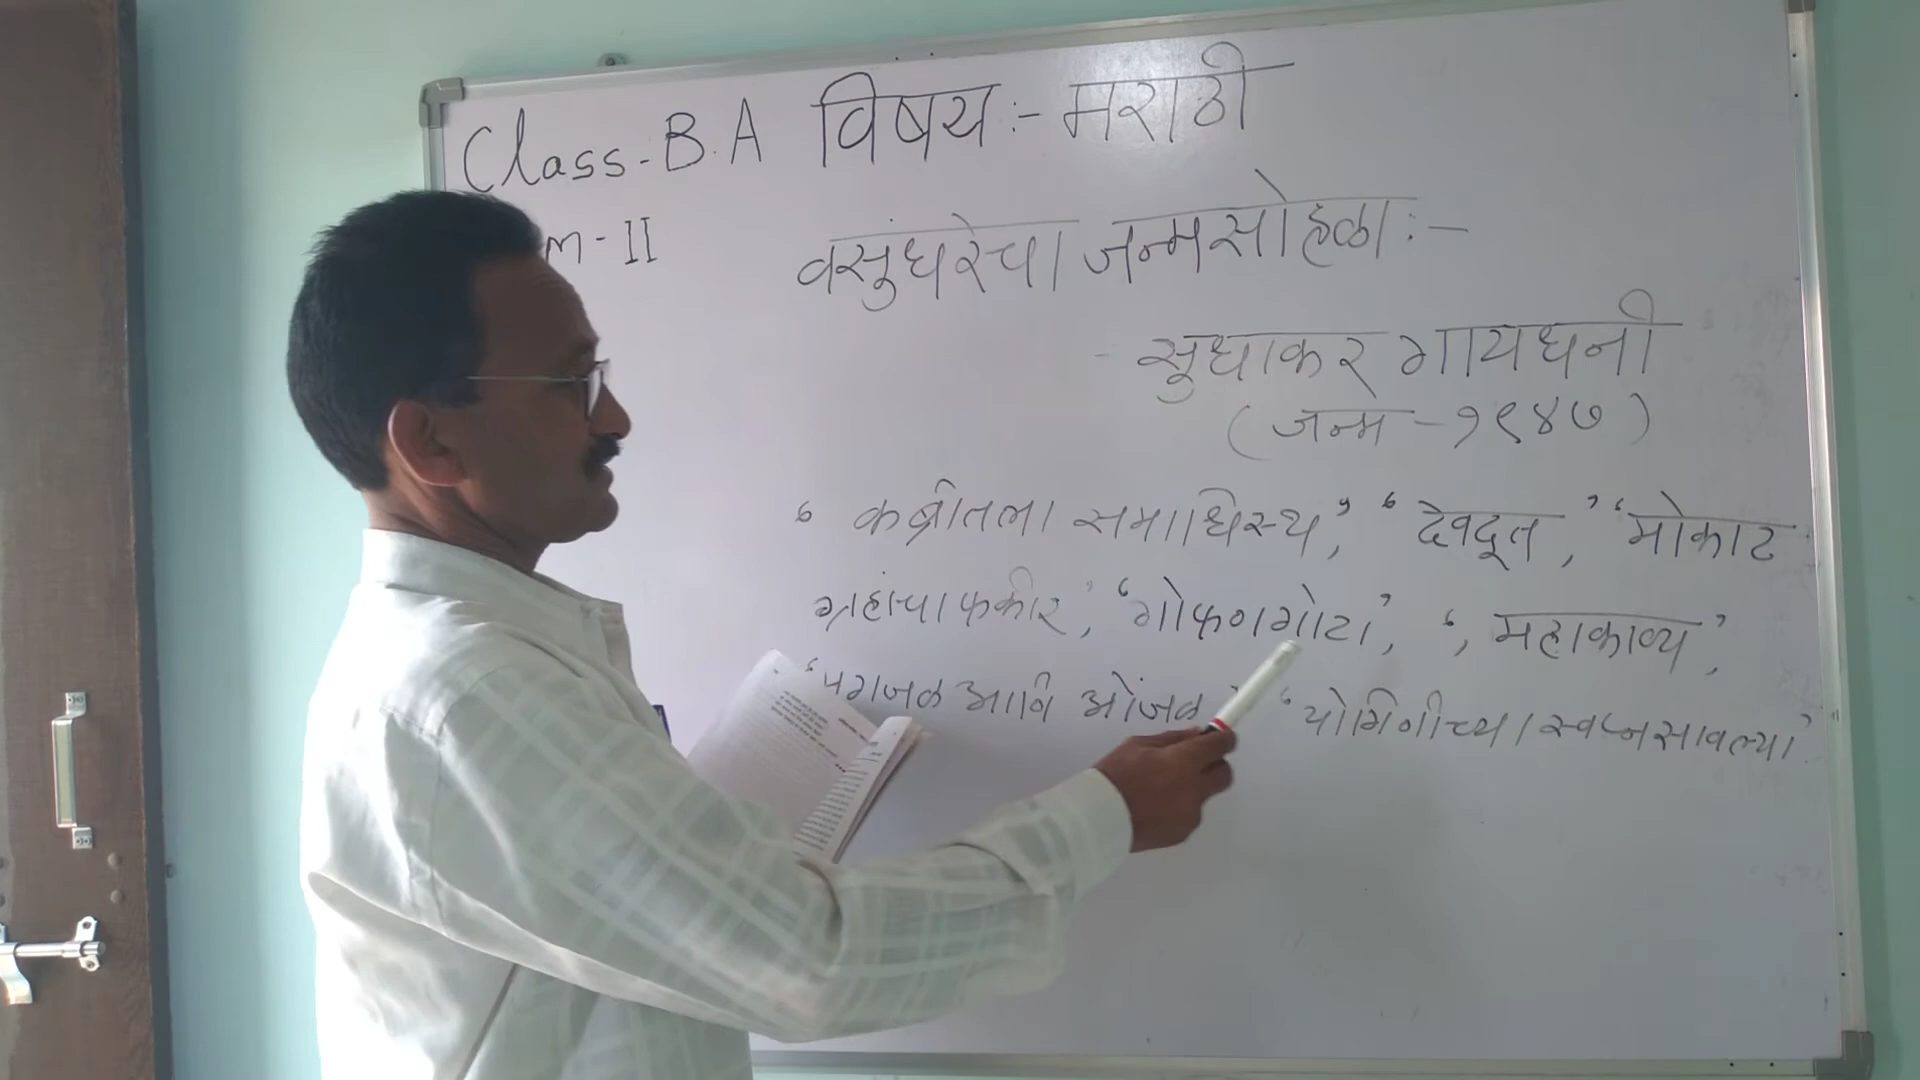 Class-B.A विषय:- मराठी
m-II
वसुंधरेचा जन्मसोहळा:-
- सुधाकर गायधनी
(जन्म -१९४७)
‘कब्रीतला समाधिस्थ’, ‘देवदूत,’ ‘मोकाट
ग्रहांचा फकीर’, ‘गोफणगोटा’, ‘, महाकाव्य’,
आणि ‘योगिनीच्या स्वप्नसावल्या’